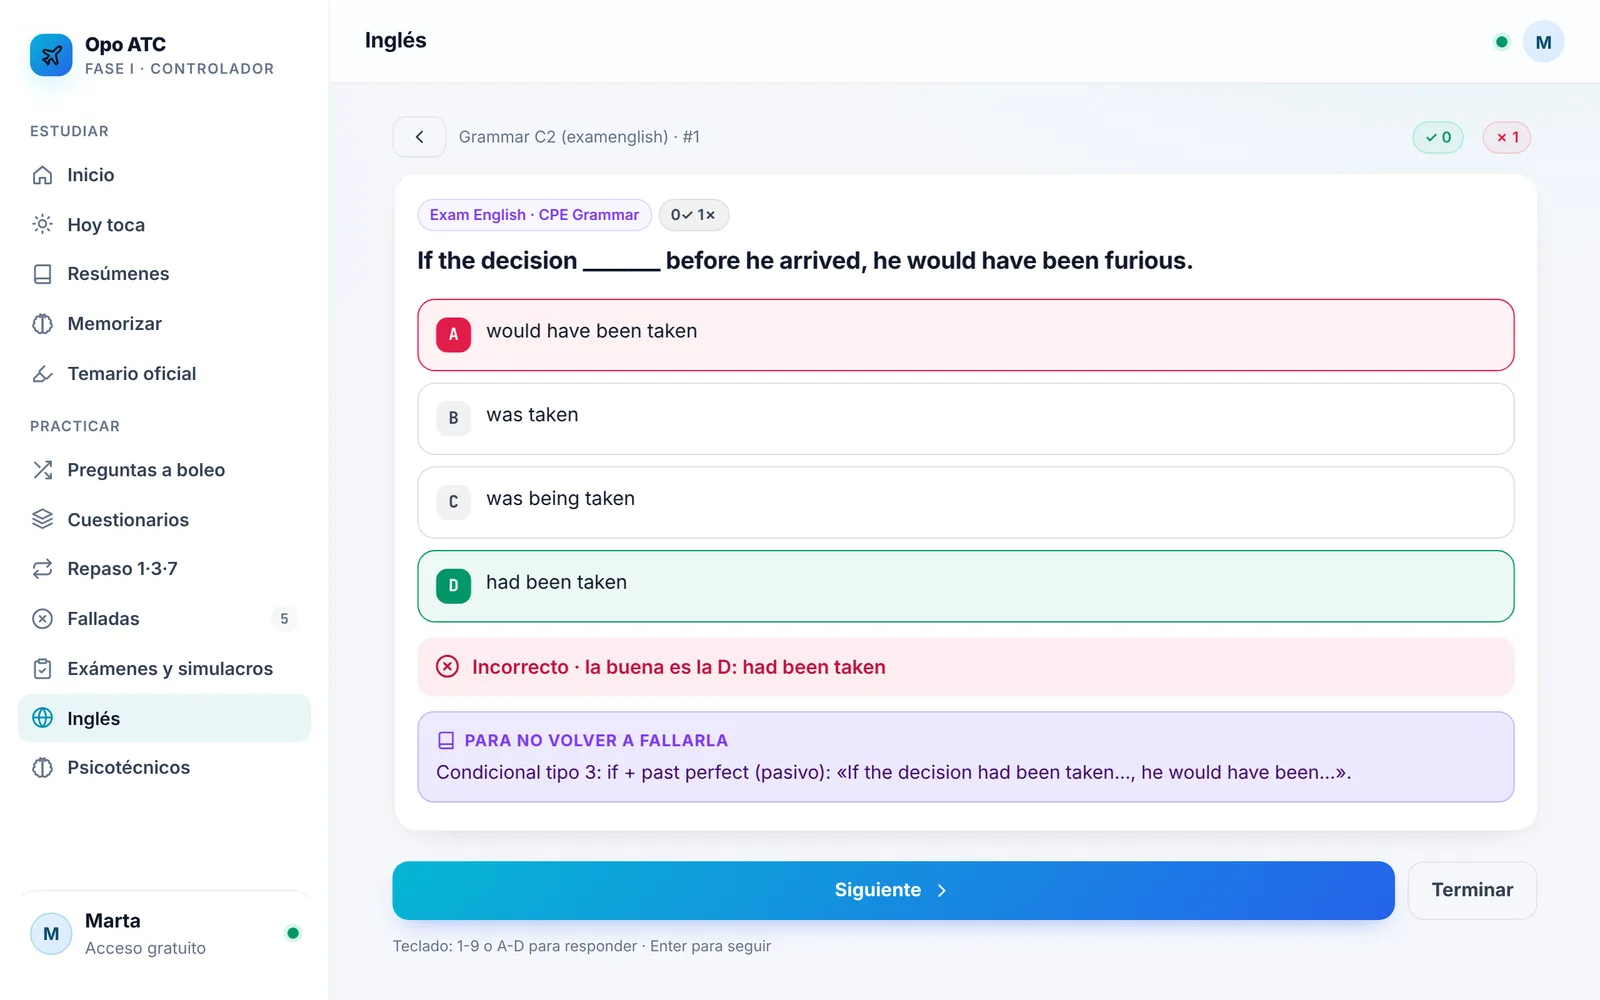 Opo ATC
FASE I · CONTROLADOR
ESTUDIAR
Inicio
Hoy toca
Resúmenes
Memorizar
Temario oficial
PRACTICAR
Preguntas a boleo
Cuestionarios
Repaso 1·3·7
Falladas 5
Exámenes y simulacros
Inglés
Psicotécnicos
M Marta
Acceso gratuito
Inglés
M
Grammar C2 (examenglish) · #1
✓ 0 × 1
Exam English · CPE Grammar 0✓ 1×
If the decision _______ before he arrived, he would have been furious.
A would have been taken
B was taken
C was being taken
D had been taken
Incorrecto · la buena es la D: had been taken
PARA NO VOLVER A FALLARLA
Condicional tipo 3: if + past perfect (pasivo): «If the decision had been taken…, he would have been…».
Siguiente
Terminar
Teclado: 1-9 o A-D para responder · Enter para seguir